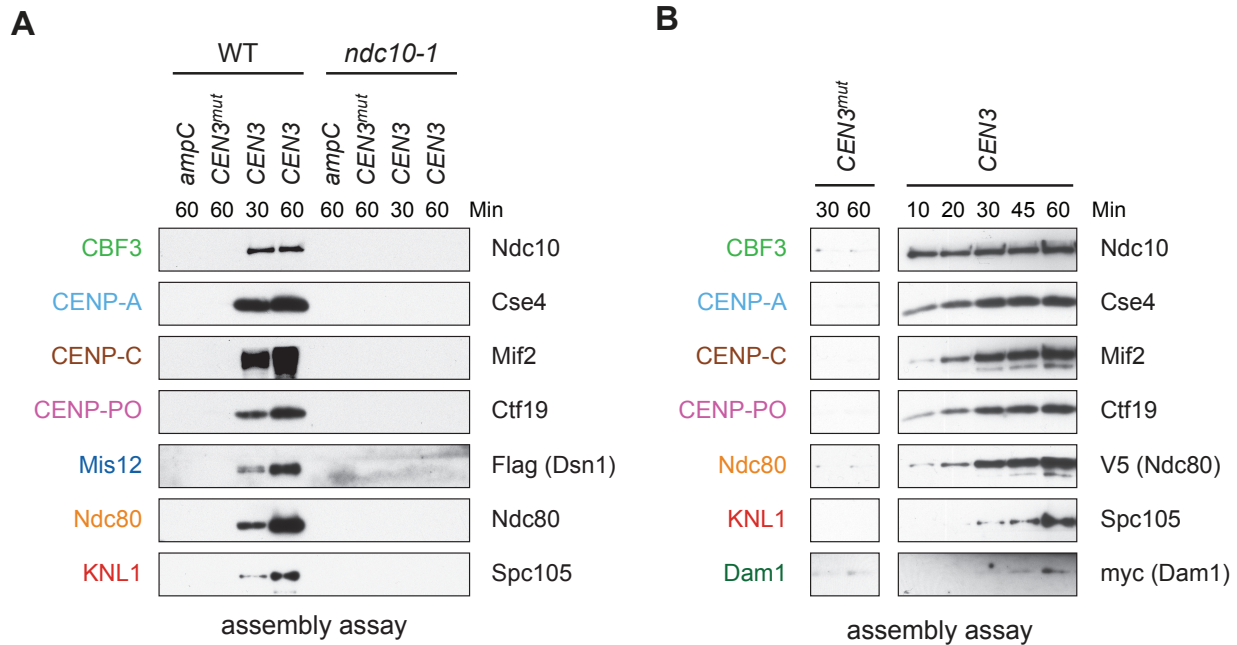 A
WT ndc10-1
ampC CEN3mut CEN3 CEN3 ampC CEN3mut CEN3 CEN3
60 60 30 60 60 60 30 60 Min
CBF3 Ndc10
CENP-A Cse4
CENP-C Mif2
CENP-PO Ctf19
Mis12 Flag (Dsn1)
Ndc80 Ndc80
KNL1 Spc105
assembly assay
B
CEN3mut CEN3
30 60 10 20 30 45 60 Min
CBF3 Ndc10
CENP-A Cse4
CENP-C Mif2
CENP-PO Ctf19
Ndc80 V5 (Ndc80)
KNL1 Spc105
Dam1 myc (Dam1)
assembly assay